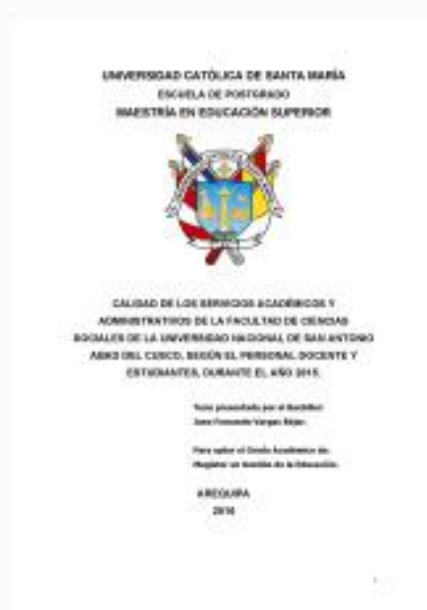 UNIVERSIDAD CATÓLICA DE SANTA MARÍA
ESCUELA DE POSTGRADO
MAESTRÍA EN EDUCACIÓN SUPERIOR
CALIDAD DE LOS SERVICIOS ACADÉMICOS Y
ADMINISTRATIVOS DE LA FACULTAD DE CIENCIAS
SOCIALES DE LA UNIVERSIDAD NACIONAL DE SAN ANTONIO
ABAD DEL CUSCO, SEGÚN EL PERSONAL DOCENTE Y
ESTUDIANTES, DURANTE EL AÑO 2015.
Tesis presentada por el Bachiller:
Fernando Vargas
Para optar el Grado Académico de:
Magíster en Gestión de la Educación.
AREQUIPA
2016